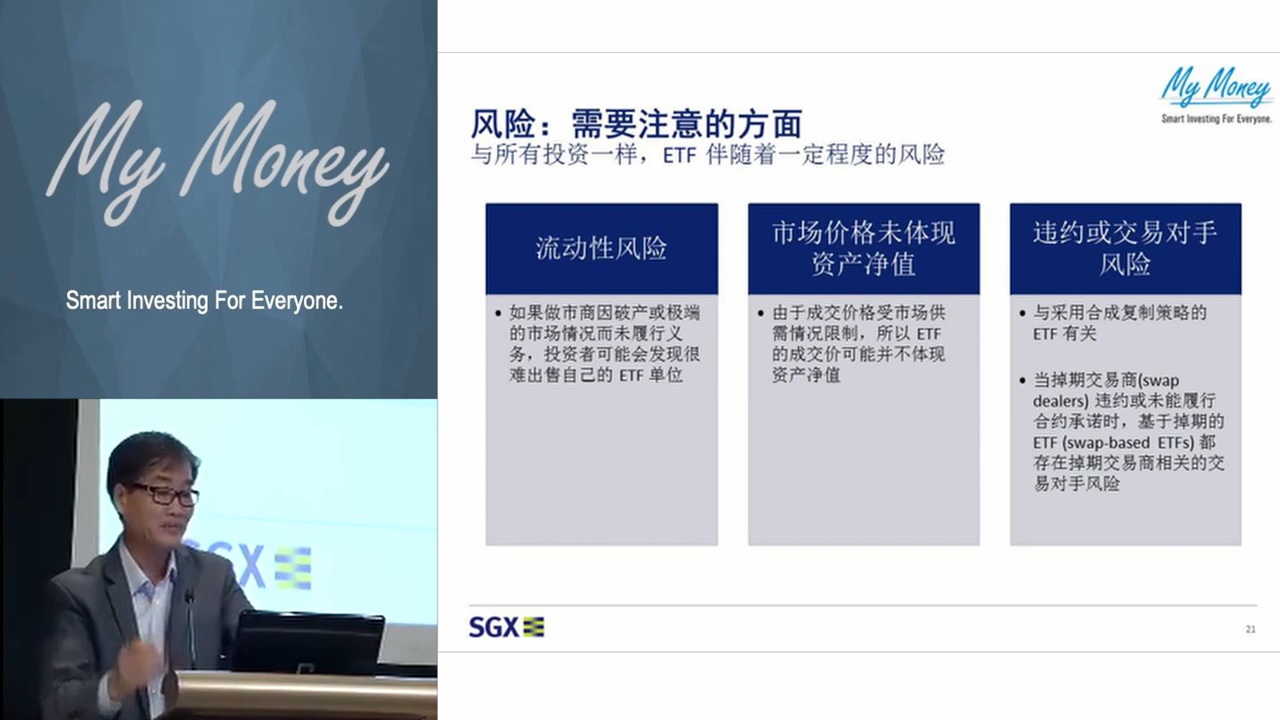 My Money
Smart Investing For Everyone.
SGX
My Money
Smart Investing For Everyone.
风险：需要注意的方面
与所有投资一样，ETF 伴随着一定程度的风险
流动性风险
• 如果做市商因破产或极端
的市场情况而未履行义
务，投资者可能会发现很
难出售自己的 ETF 单位
市场价格未体现
资产净值
• 由于成交价格受市场供
需情况限制，所以 ETF
的成交价可能并不体现
资产净值
违约或交易对手
风险
• 与采用合成复制策略的
ETF 有关
• 当掉期交易商(swap
dealers) 违约或未能履行
合约承诺时，基于掉期的
ETF (swap-based ETFs) 都
存在掉期交易商相关的交
易对手风险
SGX
21